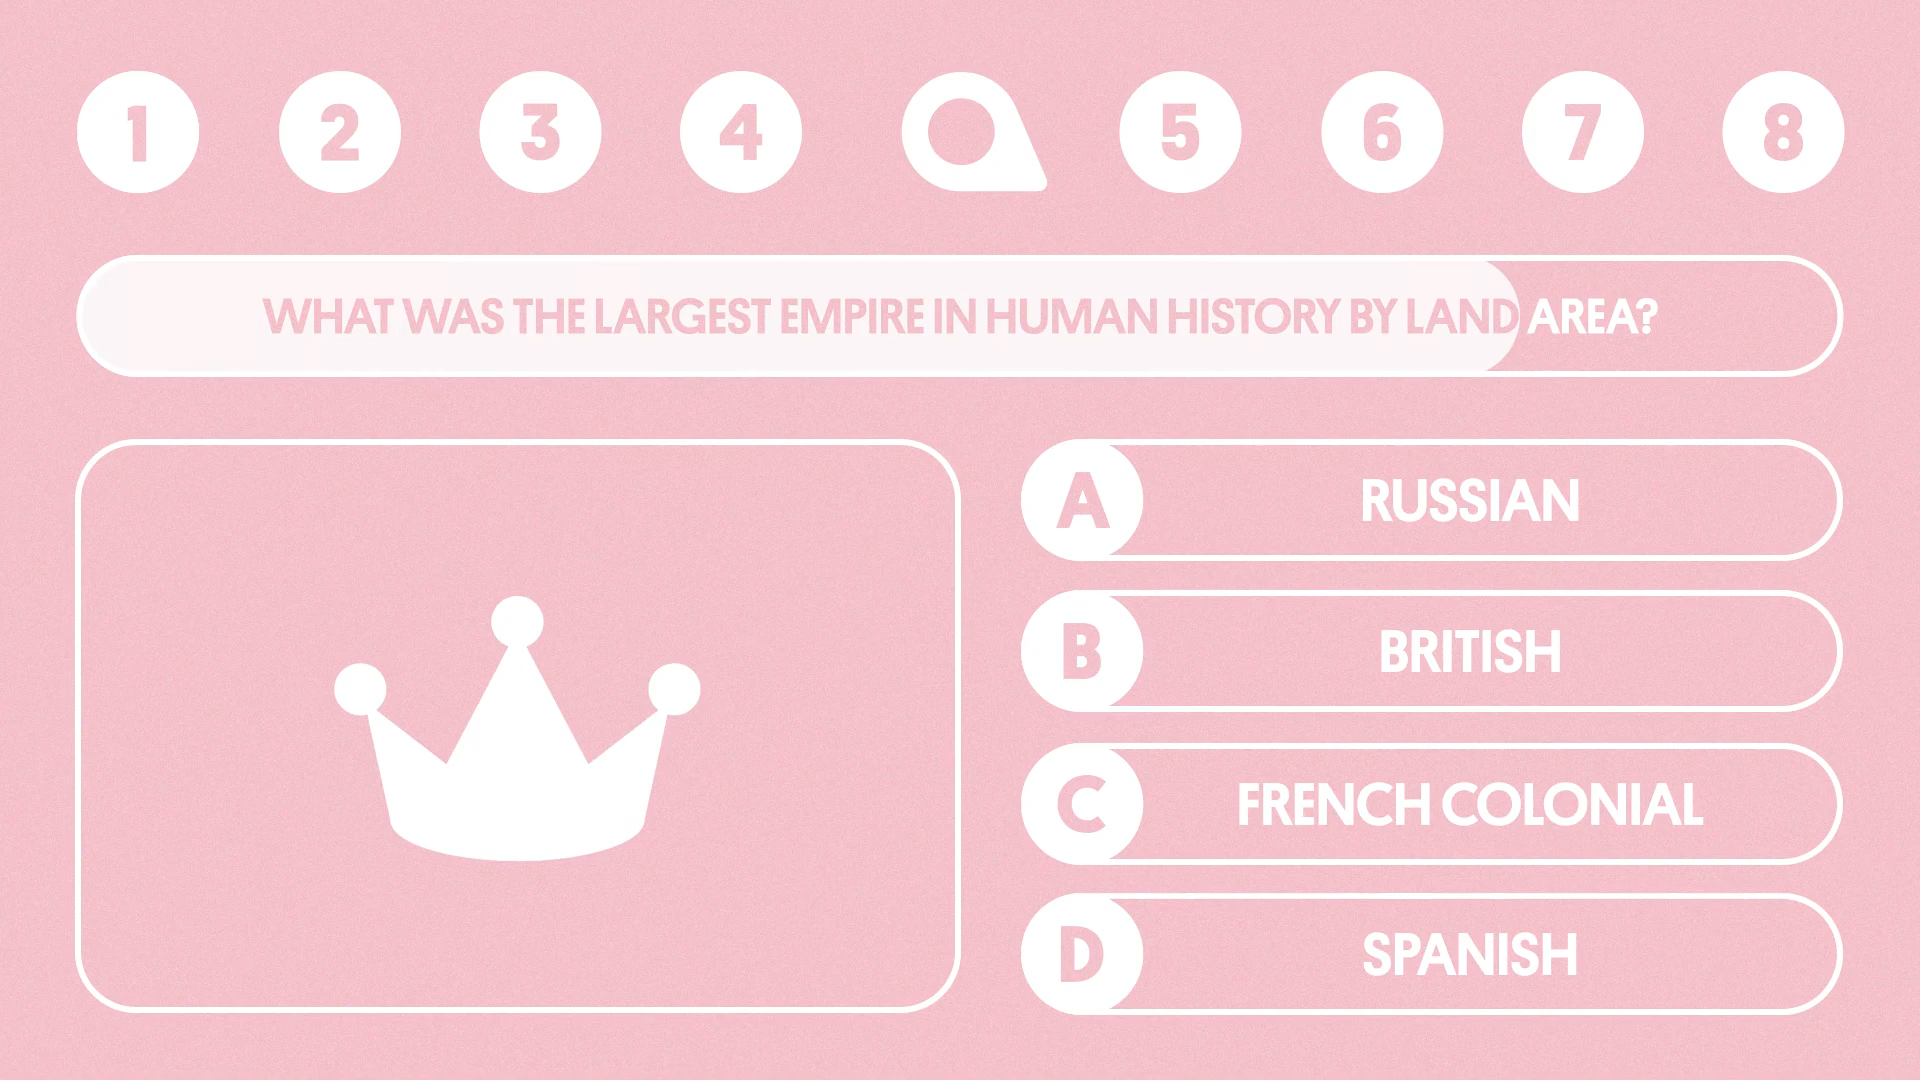 1 2 3 4 5 6 7 8
WHAT WAS THE LARGEST EMPIRE IN HUMAN HISTORY BY LAND AREA?
A RUSSIAN
B BRITISH
C FRENCH COLONIAL
D SPANISH